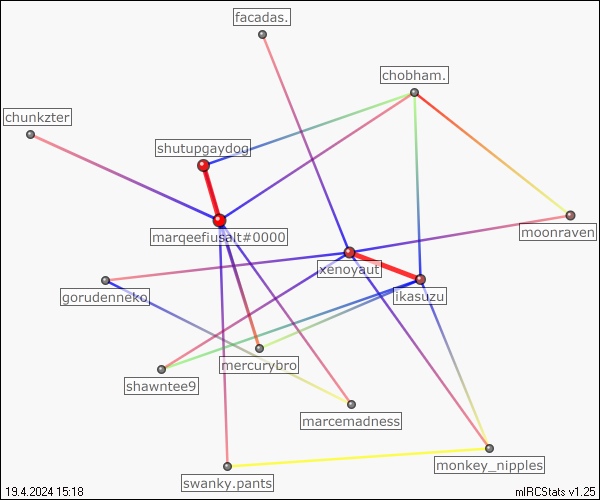 facadas.
chobham.
chunkzter
shutupgaydog
moonraven
marqeefiusalt#0000
xenoyaut
gorudenneko
ikasuzu
mercurybro
shawntee9
marcemadness
monkey_nipples
swanky.pants
19.4.2024 15:18
mIRCStats v1.25